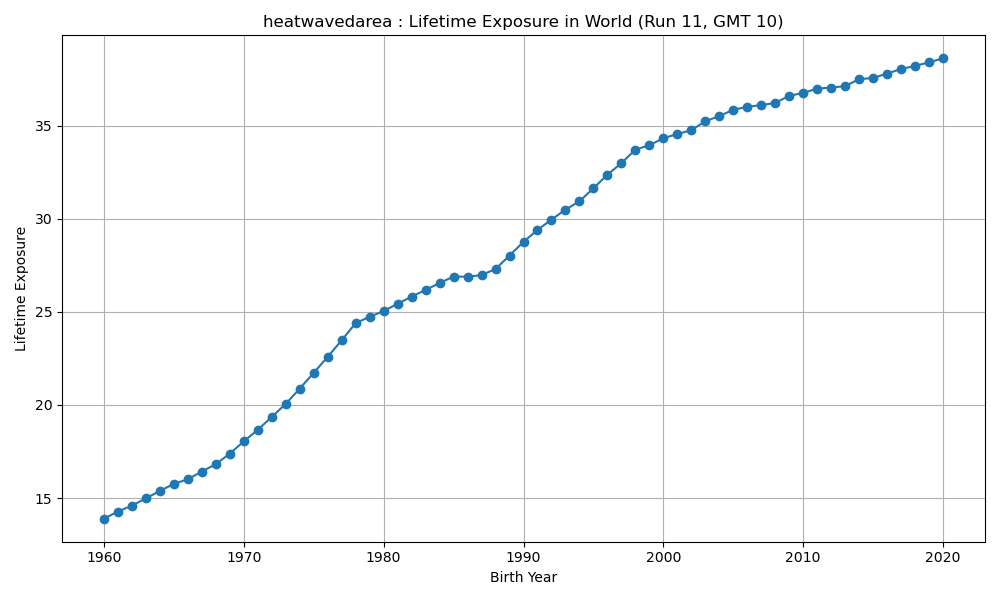 heatwavedarea : Lifetime Exposure in World (Run 11, GMT 10)
Lifetime Exposure
35
30
25
20
15
1960 1970 1980 1990 2000 2010 2020
Birth Year